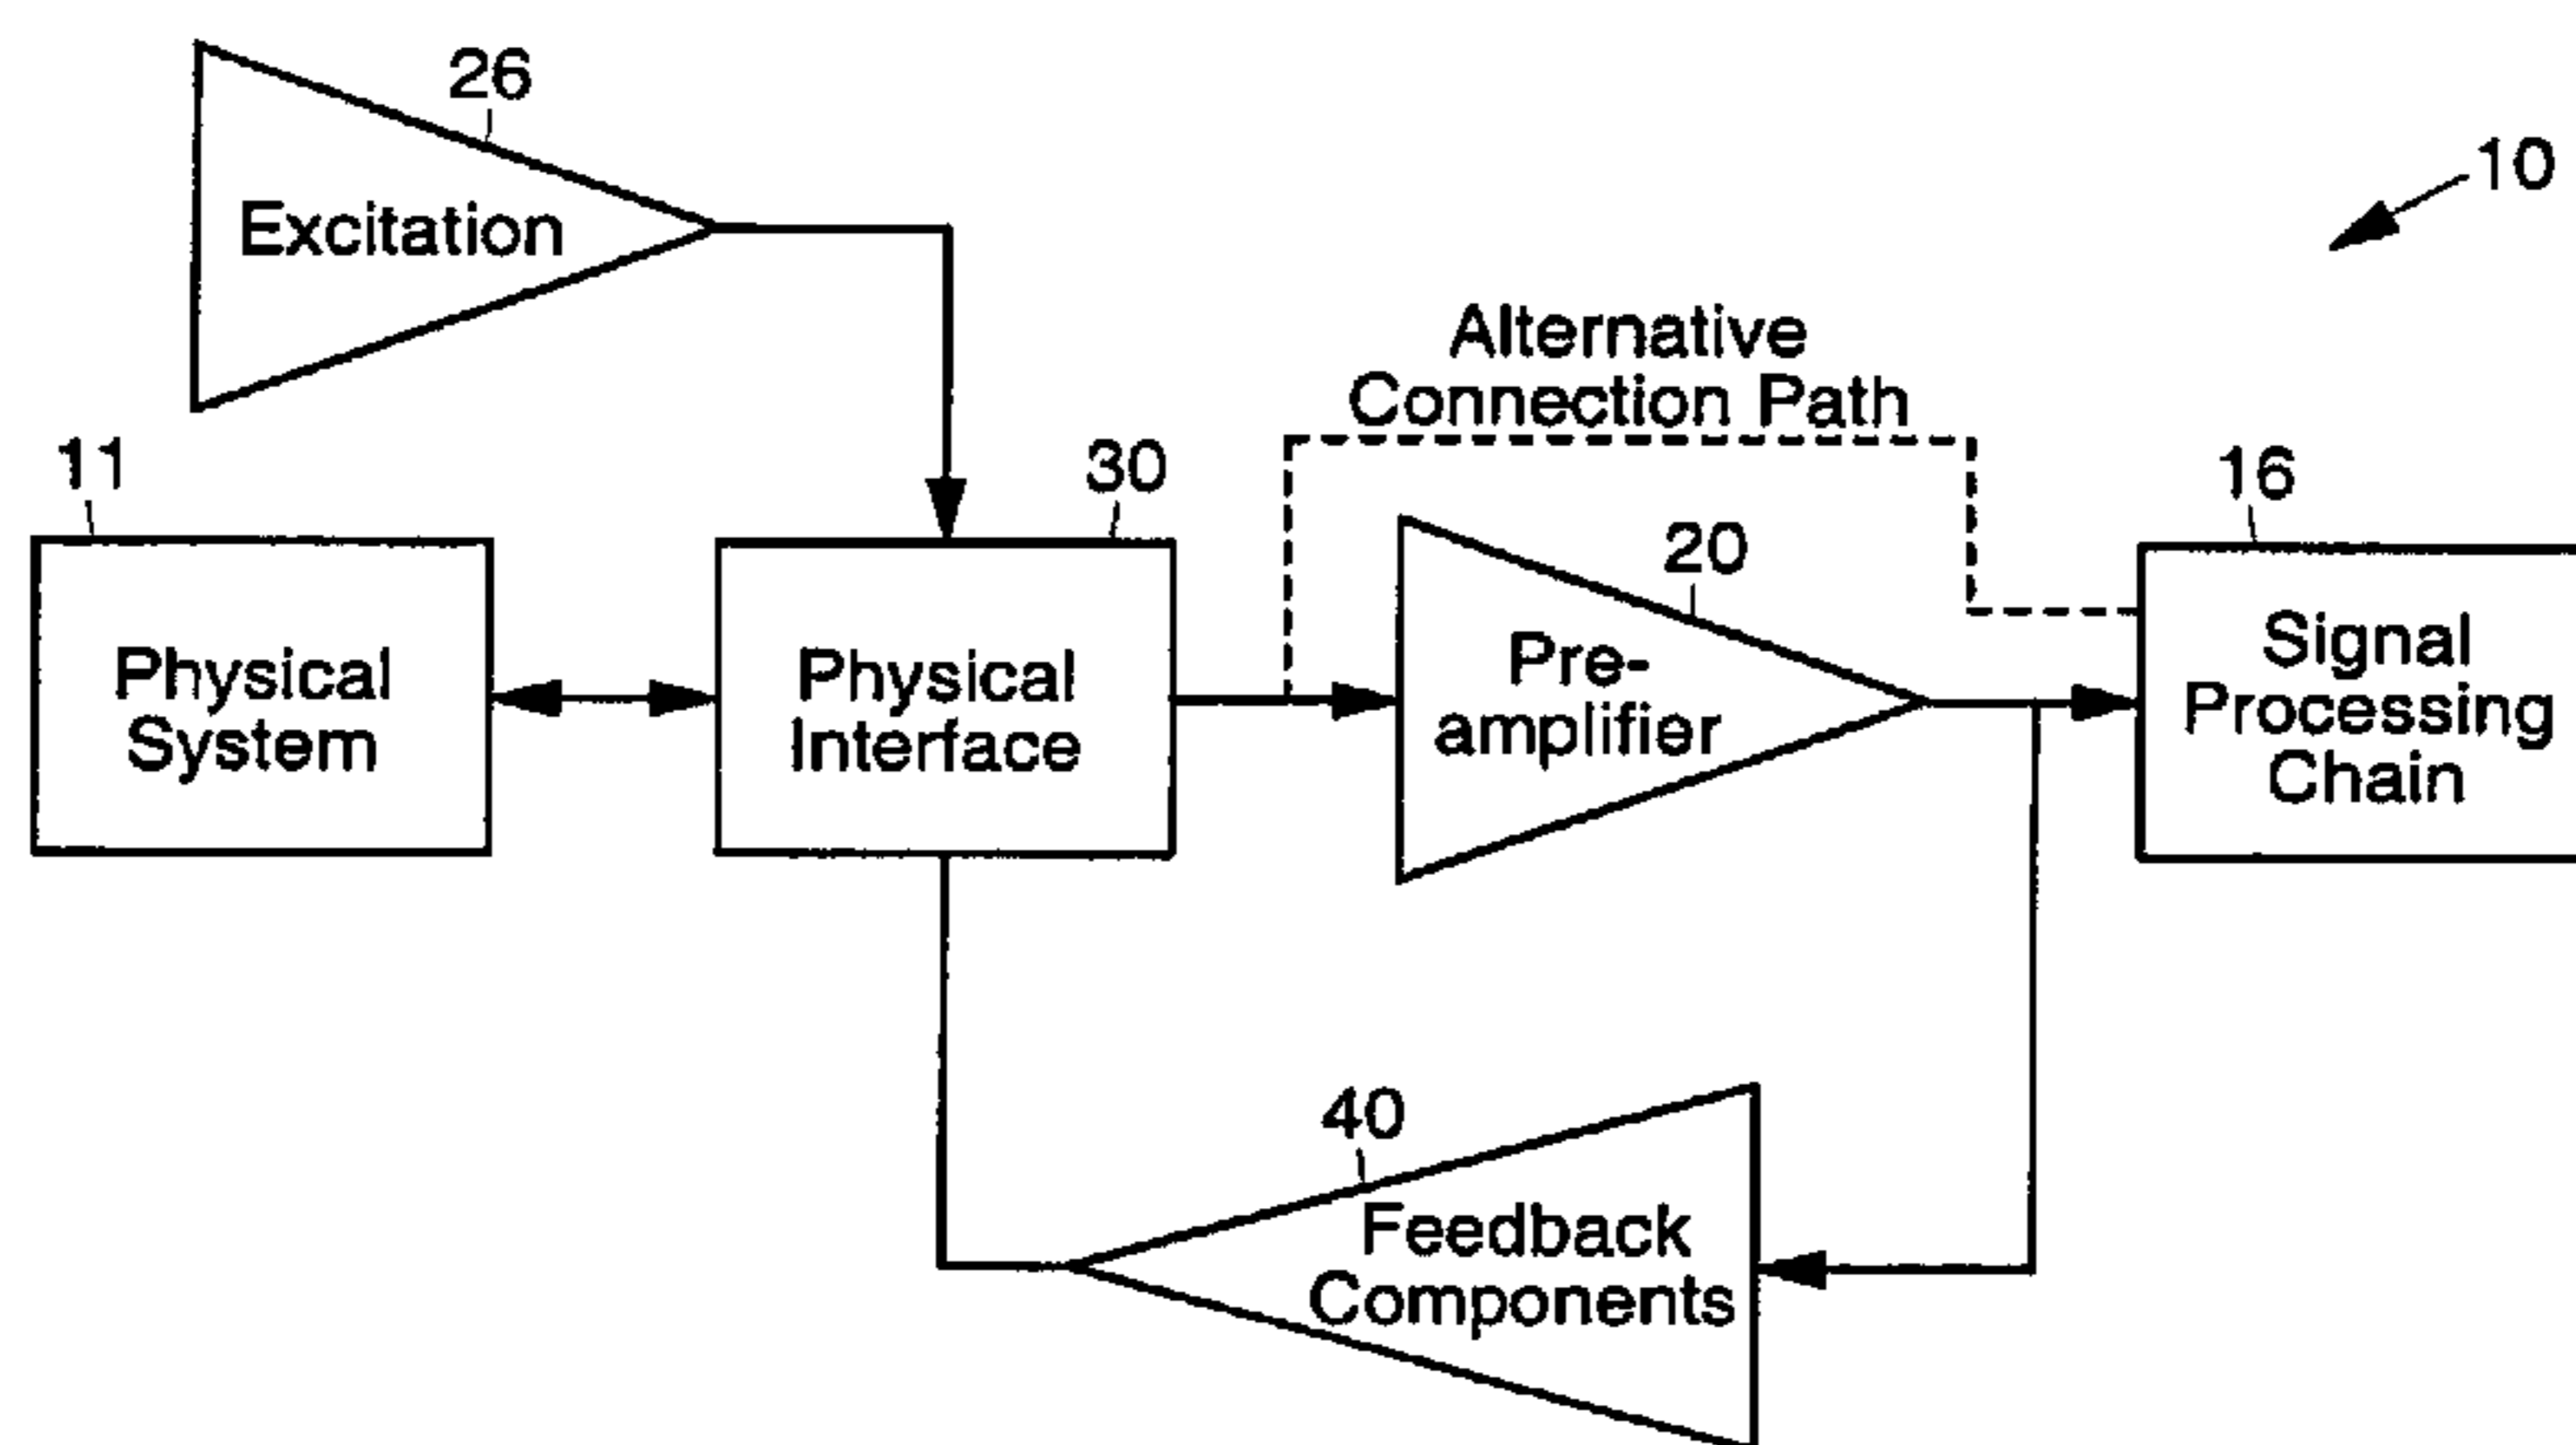 26
Excitation
10
Alternative
Connection Path
11
30
20
16
Physical
System
Physical
Interface
Pre-
amplifier
Signal
Processing
Chain
40
Feedback
Components